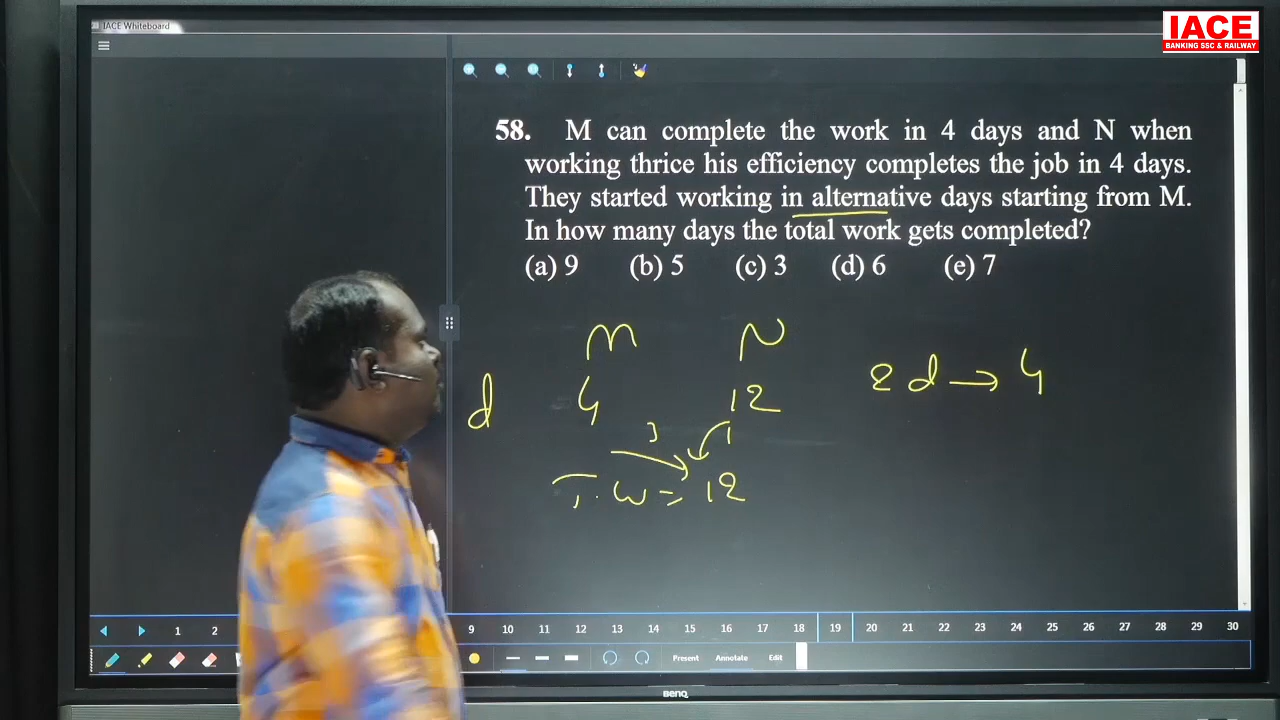 IACE Whiteboard
IACE
BANKING SSC & RAILWAY
58. M can complete the work in 4 days and N when
working thrice his efficiency completes the job in 4 days.
They started working in alternative days starting from M.
In how many days the total work gets completed?
(a) 9 (b) 5 (c) 3 (d) 6 (e) 7
M N
d 4 12 2d → 4
3 1
T.W = 12
1 2 9 10 11 12 13 14 15 16 17 18 19 20 21 22 23 24 25 26 27 28 29 30
Present Annotate Edit
BenQ